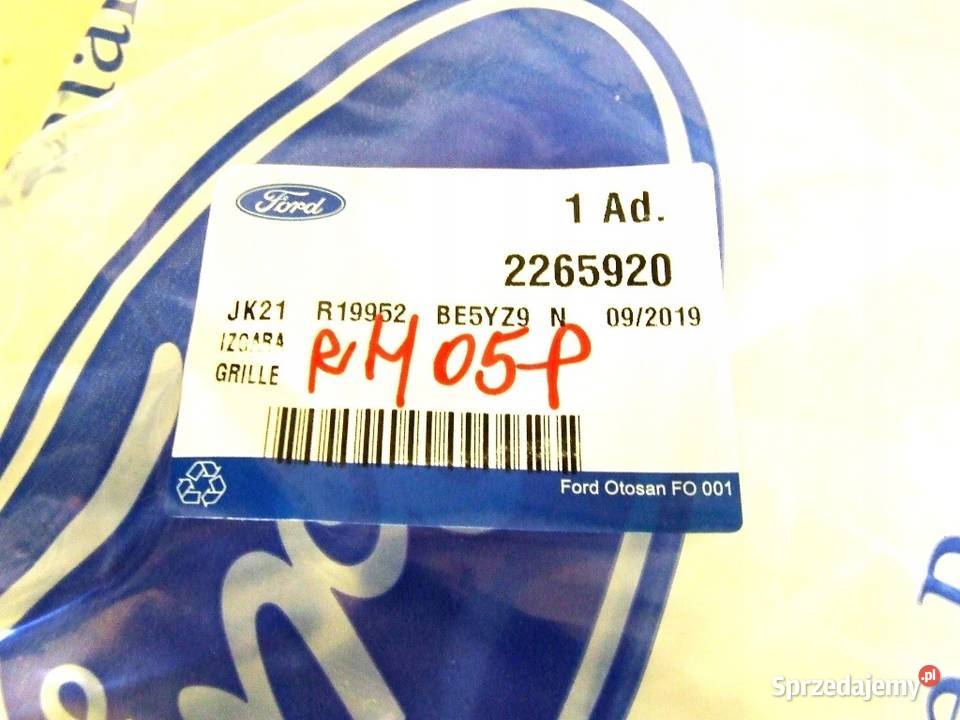 Ford
1 Ad.
2265920
JK21 R19952 BE5YZ9 N 09/2019
IZGARA
GRILLE
RM05P
Ford Otosan FO 001
Sprzedajemy.pl